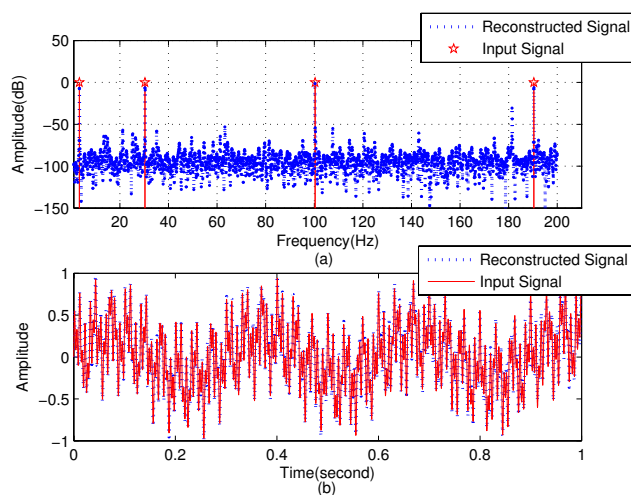 Reconstructed Signal
Input Signal
Amplitude(dB)
50
0
−50
−100
−150
20 40 60 80 100 120 140 160 180 200
Frequency(Hz)
(a)
Reconstructed Signal
Input Signal
Amplitude
1
0.5
0
−0.5
−1
0 0.2 0.4 0.6 0.8 1
Time(second)
(b)